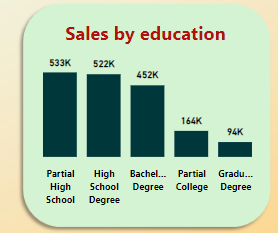 Sales by education
533K 522K 452K 164K 94K
Partial High Bachel... Partial Gradu...
High School Degree College Degree
School Degree